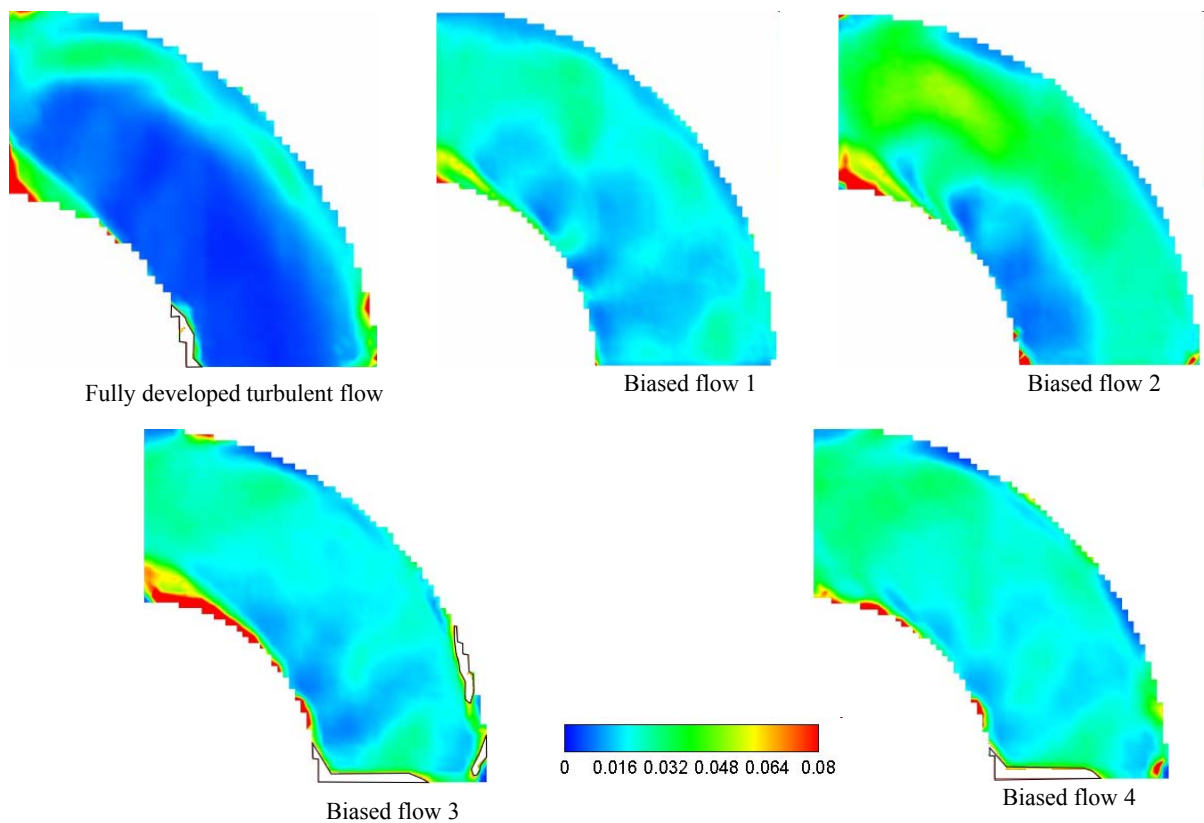 Fully developed turbulent flow
Biased flow 1
Biased flow 2
0 0.016 0.032 0.048 0.064 0.08
Biased flow 3
Biased flow 4